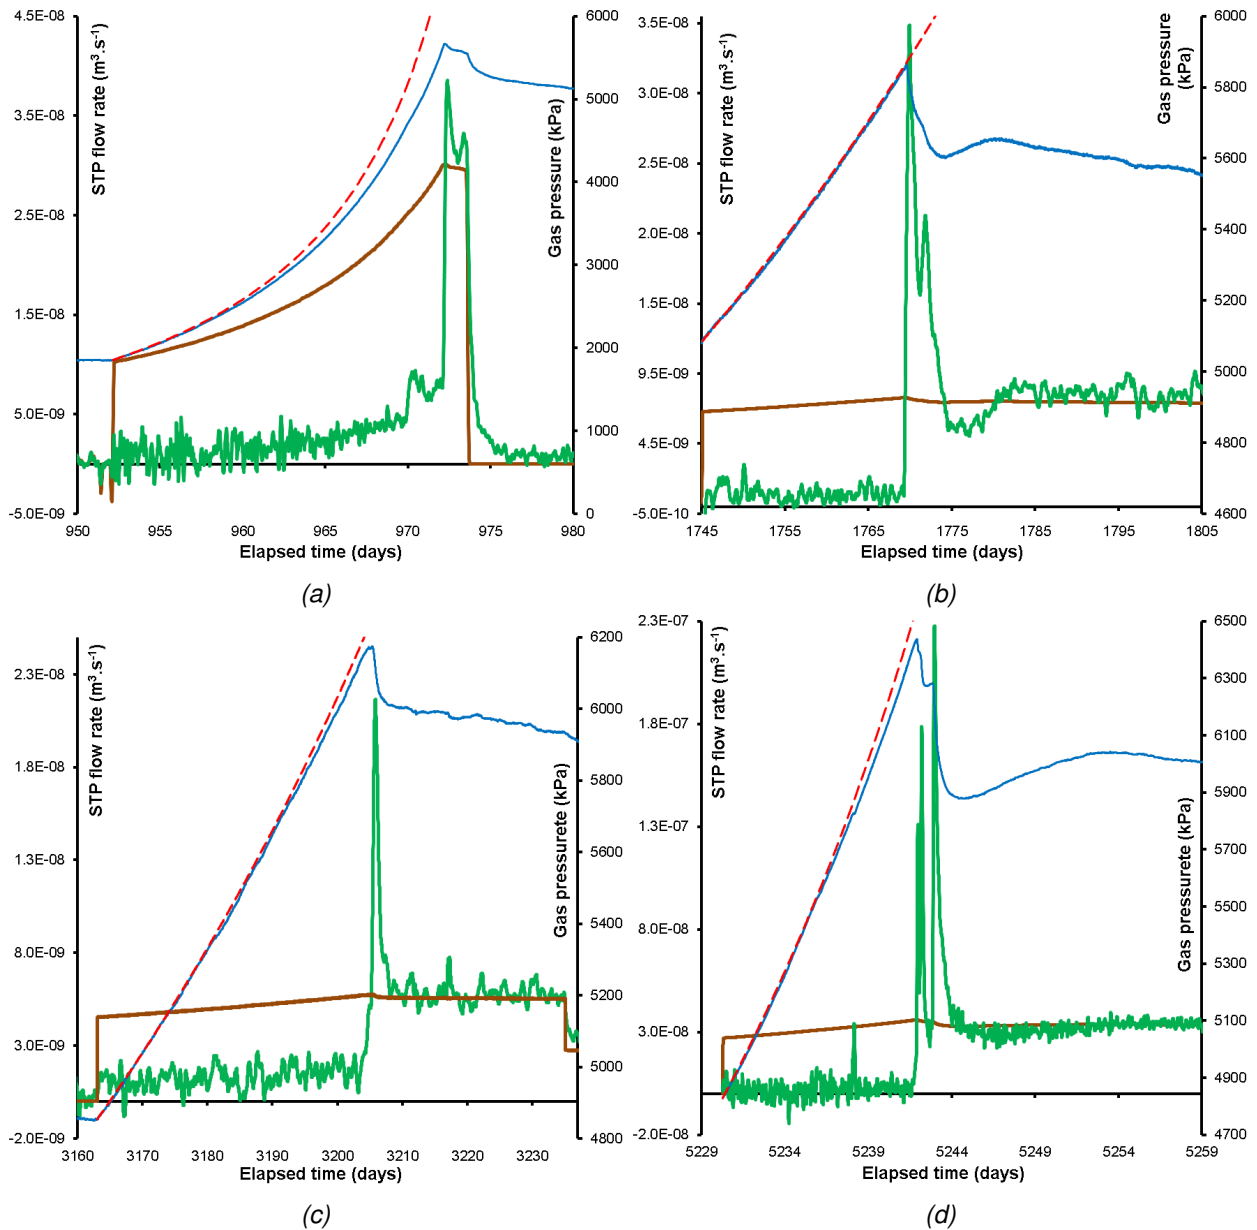 STP flow rate (m³.s⁻¹)
4.5E-08
3.5E-08
2.5E-08
1.5E-08
5.0E-09
-5.0E-09
Gas pressure (kPa)
6000
5000
4000
3000
2000
1000
0
950 955 960 965 970 975 980
Elapsed time (days)
(a)
STP flow rate (m³.s⁻¹)
3.5E-08
3.0E-08
2.5E-08
2.0E-08
1.5E-08
9.5E-09
4.5E-09
-5.0E-10
Gas pressure
(kPa)
6000
5800
5600
5400
5200
5000
4800
4600
1745 1755 1765 1775 1785 1795 1805
Elapsed time (days)
(b)
STP flow rate (m³.s⁻¹)
2.3E-08
1.8E-08
1.3E-08
8.0E-09
3.0E-09
-2.0E-09
Gas pressurete (kPa)
6200
6000
5800
5600
5400
5200
5000
4800
3160 3170 3180 3190 3200 3210 3220 3230
Elapsed time (days)
(c)
STP flow rate (m³.s⁻¹)
2.3E-07
1.8E-07
1.3E-07
8.0E-08
3.0E-08
-2.0E-08
Gas pressurete (kPa)
6500
6300
6100
5900
5700
5500
5300
5100
4900
4700
5229 5234 5239 5244 5249 5254 5259
Elapsed time (days)
(d)